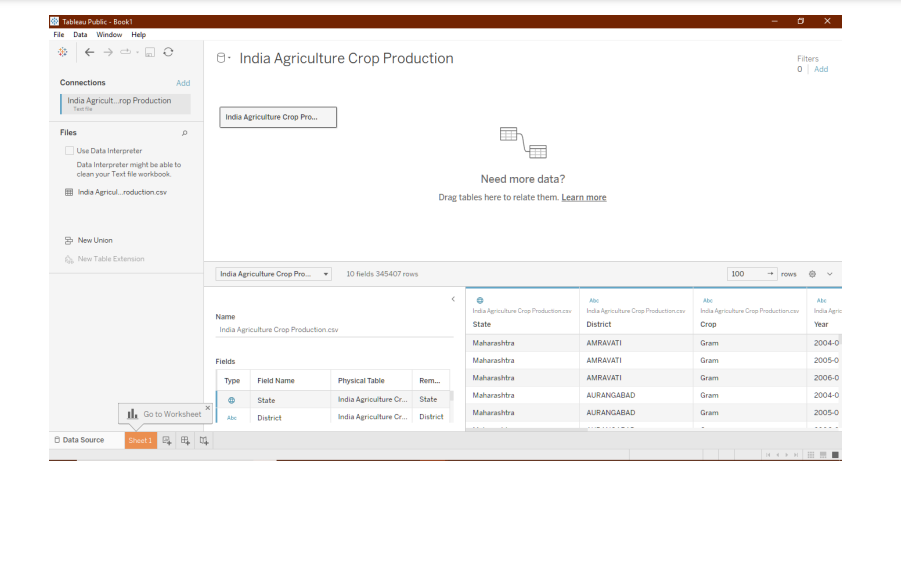 Tableau Public - Book1
File Data Window Help
Connections Add
India Agricult...rop Production
Text file
Files
Use Data Interpreter
Data Interpreter might be able to
clean your Text file workbook.
India Agricul...roduction.csv
New Union
New Table Extension
India Agriculture Crop Production
Filters
0 Add
India Agriculture Crop Pro...
Need more data?
Drag tables here to relate them. Learn more
India Agriculture Crop Pro... 10 fields 345407 rows 100 → rows
Name
India Agriculture Crop Production.csv
Fields
Type Field Name Physical Table Rem...
State India Agriculture Cr... State
Abc District India Agriculture Cr... District
Abc Abc Abc
India Agriculture Crop Production.csv India Agriculture Crop Production.csv India Agriculture Crop Production.csv India Agric
State District Crop Year
Maharashtra AMRAVATI Gram 2004-0
Maharashtra AMRAVATI Gram 2005-0
Maharashtra AMRAVATI Gram 2006-0
Maharashtra AURANGABAD Gram 2004-0
Maharashtra AURANGABAD Gram 2005-0
Go to Worksheet
Data Source Sheet 1